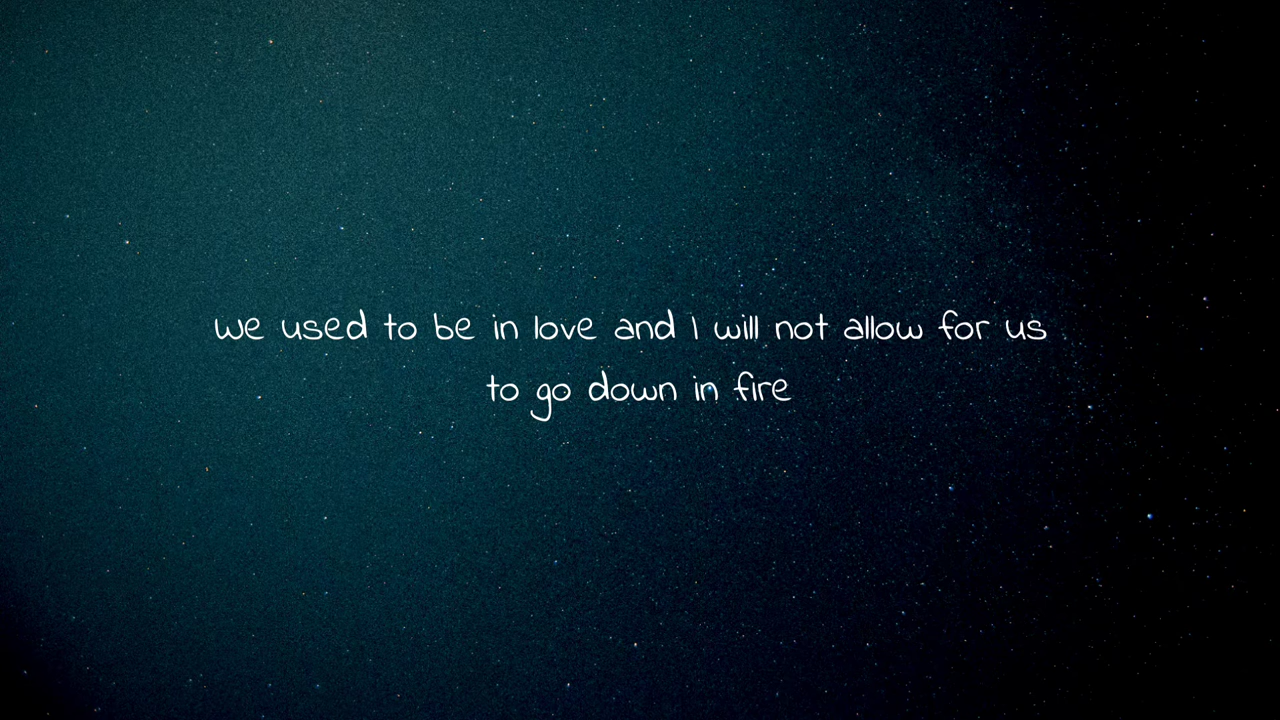 we used to be in love and I will not allow for us
to go down in fire